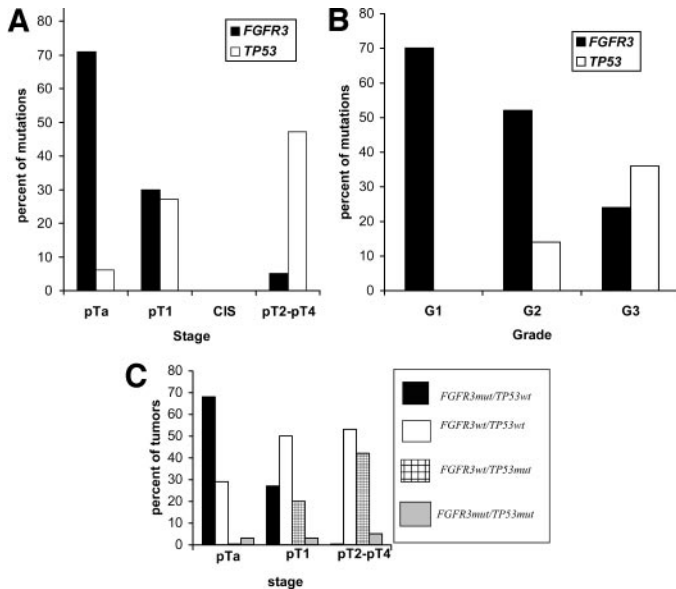 A
80
70
60
50
40
30
20
10
0
percent of mutations
FGFR3
TP53
pTa pT1 CIS pT2-pT4
Stage
B
80
70
60
50
40
30
20
10
0
percent of mutations
FGFR3
TP53
G1 G2 G3
Grade
C
80
70
60
50
40
30
20
10
0
percent of tumors
pTa pT1 pT2-pT4
stage
FGFR3mut/TP53wt
FGFR3wt/TP53wt
FGFR3wt/TP53mut
FGFR3mut/TP53mut